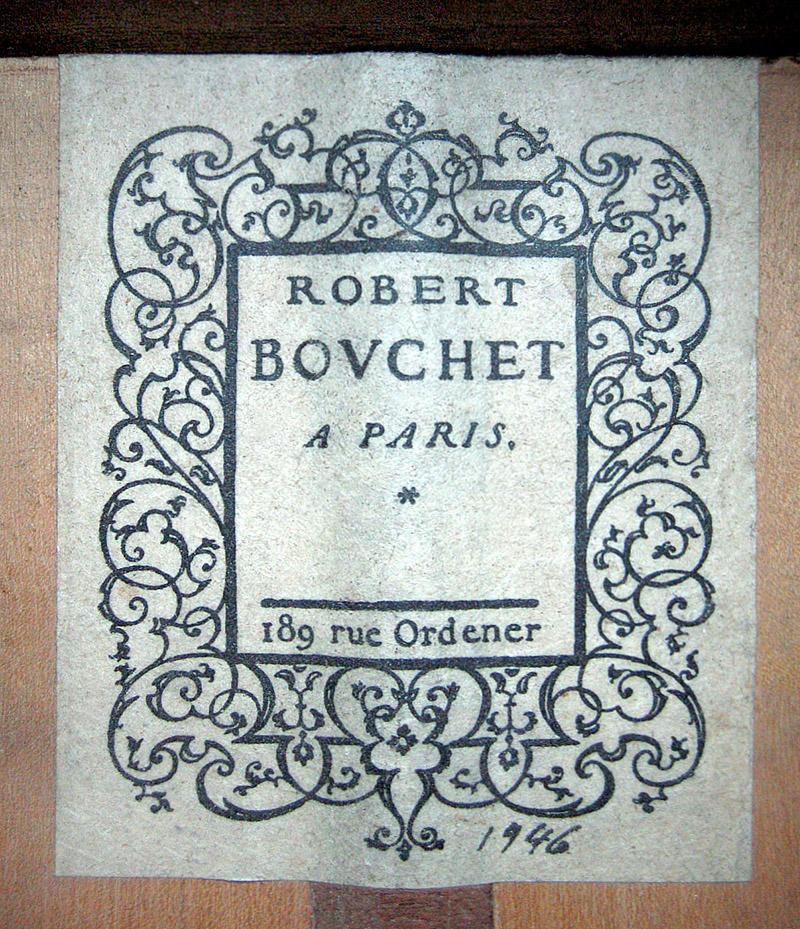 ROBERT
BOVCHET
A PARIS.
*
189 rue Ordener
1946